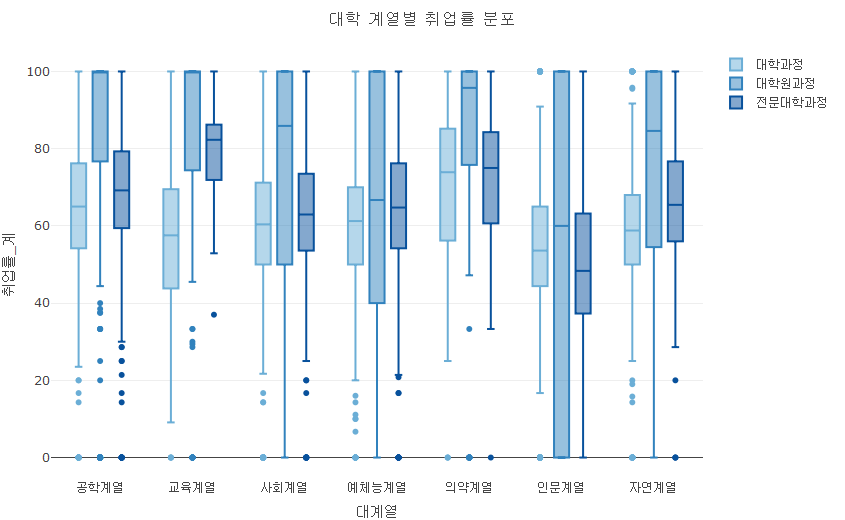 대학 계열별 취업률 분포
대학과정
대학원과정
전문대학과정
취업률_계
100
80
60
40
20
0
공학계열 교육계열 사회계열 예체능계열 의약계열 인문계열 자연계열
대계열